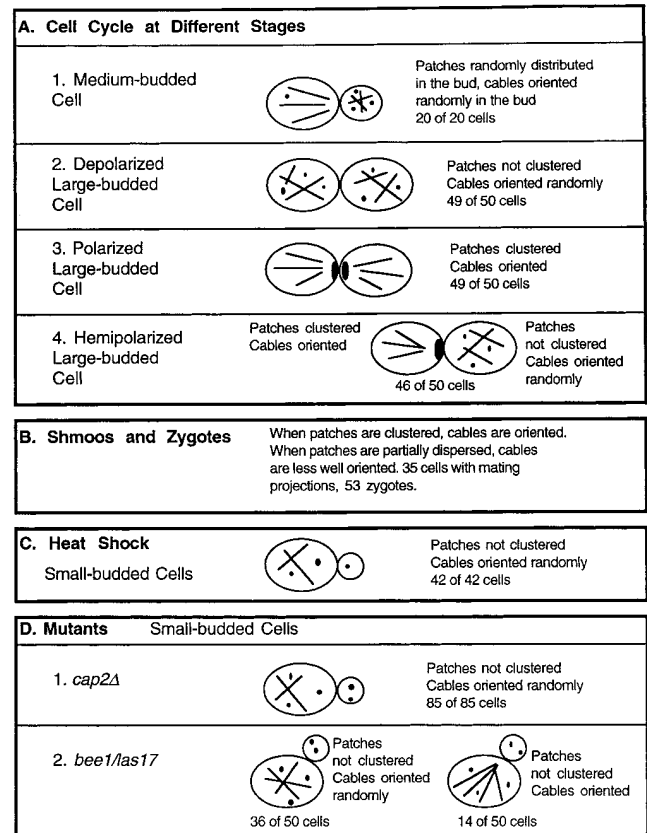 A. Cell Cycle at Different Stages
1. Medium-budded
Cell
Patches randomly distributed
in the bud, cables oriented
randomly in the bud
20 of 20 cells
2. Depolarized
Large-budded
Cell
Patches not clustered
Cables oriented randomly
49 of 50 cells
3. Polarized
Large-budded
Cell
Patches clustered
Cables oriented
49 of 50 cells
4. Hemipolarized
Large-budded
Cell
Patches clustered
Cables oriented
46 of 50 cells
Patches
not clustered
Cables oriented
randomly
B. Shmoos and Zygotes
When patches are clustered, cables are oriented.
When patches are partially dispersed, cables
are less well oriented. 35 cells with mating
projections, 53 zygotes.
C. Heat Shock
Small-budded Cells
Patches not clustered
Cables oriented randomly
42 of 42 cells
D. Mutants Small-budded Cells
1. cap2Δ
Patches not clustered
Cables oriented randomly
85 of 85 cells
2. bee1/las17
Patches
not clustered
Cables oriented
randomly
36 of 50 cells
Patches
not clustered
Cables oriented
14 of 50 cells